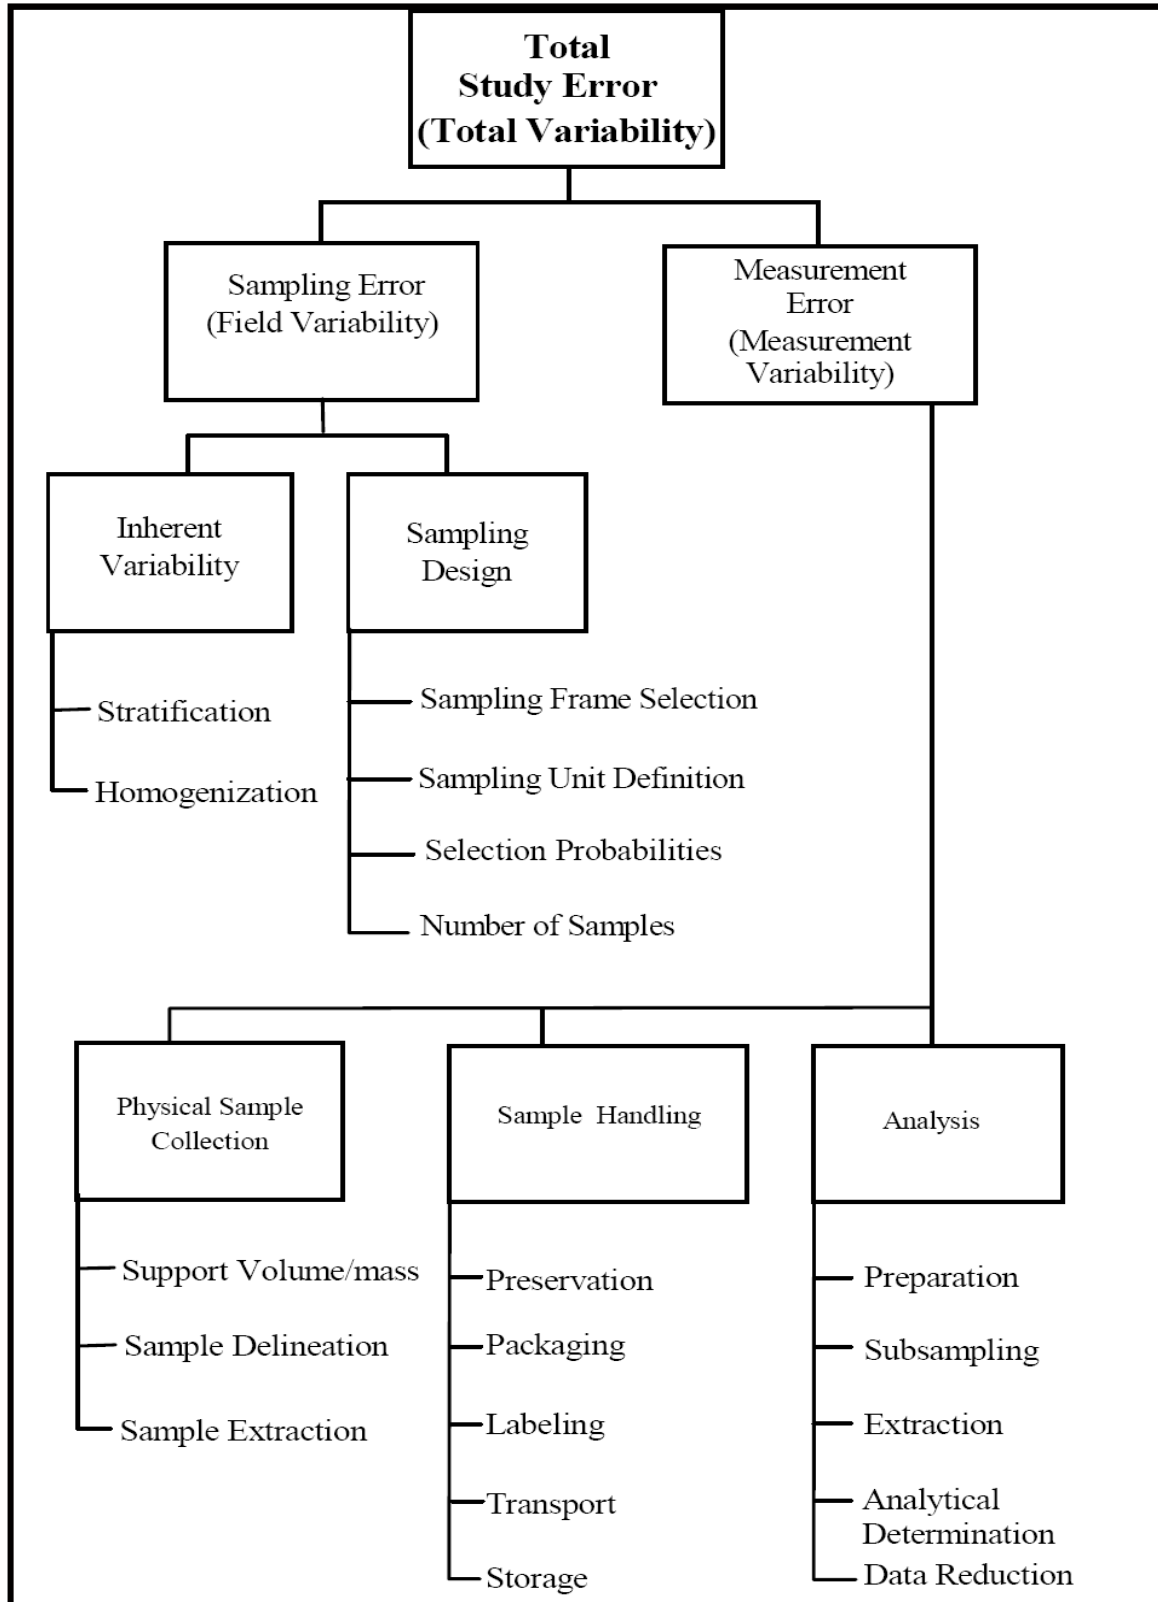 Total
Study Error
(Total Variability)
Sampling Error
(Field Variability)
Measurement
Error
(Measurement
Variability)
Inherent
Variability
Sampling
Design
Stratification
Homogenization
Sampling Frame Selection
Sampling Unit Definition
Selection Probabilities
Number of Samples
Physical Sample
Collection
Sample Handling
Analysis
Support Volume/mass
Sample Delineation
Sample Extraction
Preservation
Packaging
Labeling
Transport
Storage
Preparation
Subsampling
Extraction
Analytical
Determination
Data Reduction